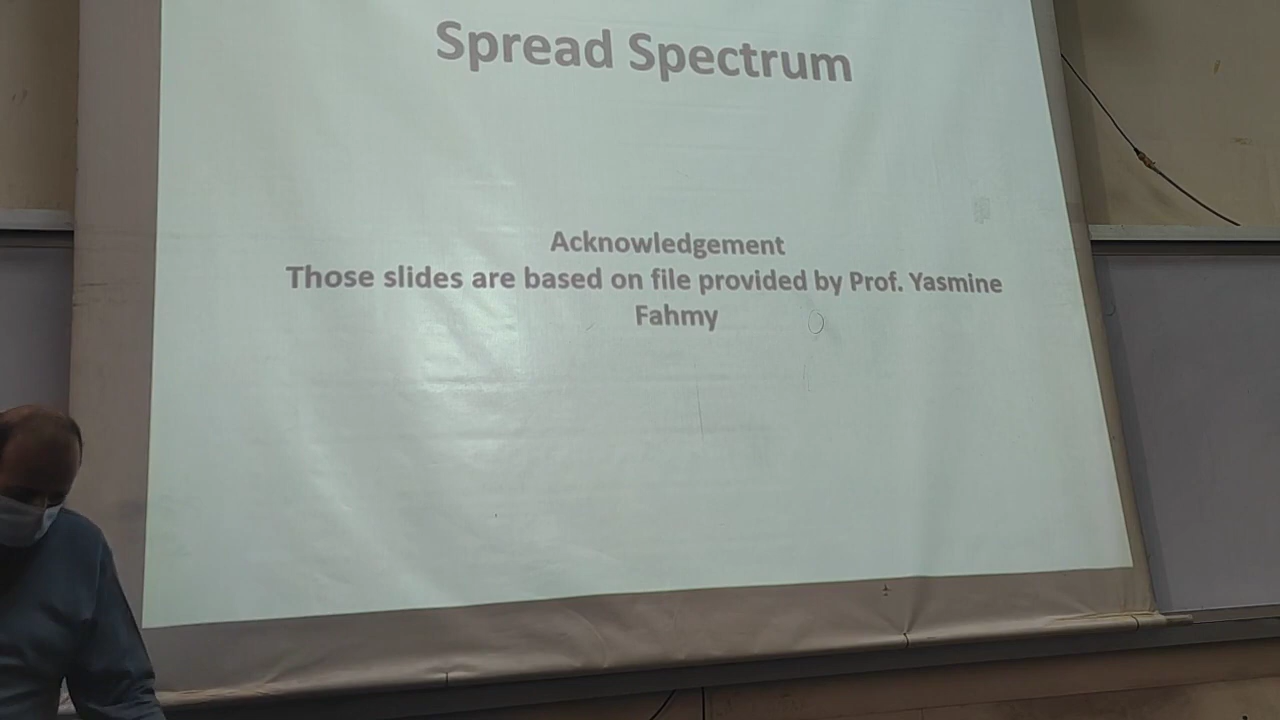 Spread Spectrum
Acknowledgement
Those slides are based on file provided by Prof. Yasmine
Fahmy